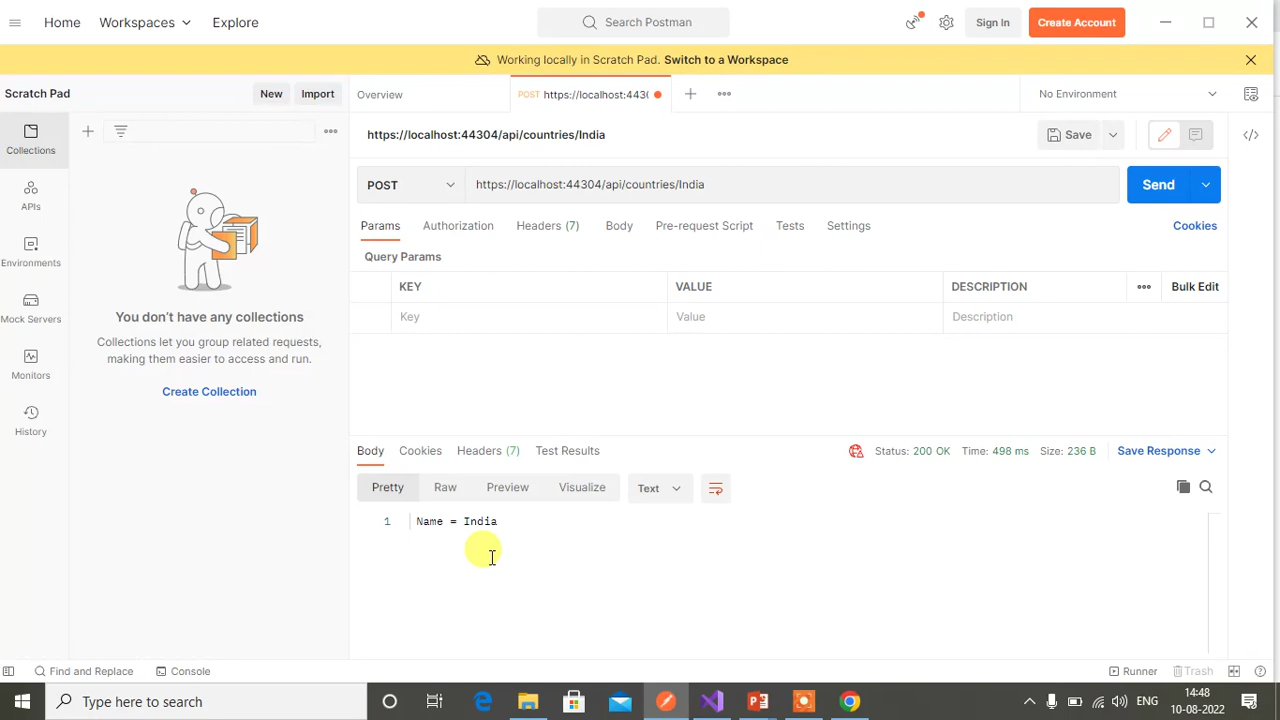 Home
Workspaces
Explore
Search Postman
Sign In
Create Account
Working locally in Scratch Pad. Switch to a Workspace
Scratch Pad
New
Import
Overview
POST https://localhost:4430
No Environment
Collections
APIs
Environments
Mock Servers
Monitors
History
You don't have any collections
Collections let you group related requests,
making them easier to access and run.
Create Collection
https://localhost:44304/api/countries/India
Save
POST
https://localhost:44304/api/countries/India
Send
Params
Authorization
Headers (7)
Body
Pre-request Script
Tests
Settings
Cookies
Query Params
KEY
VALUE
DESCRIPTION
Bulk Edit
Key
Value
Description
Body
Cookies
Headers (7)
Test Results
Status: 200 OK
Time: 498 ms
Size: 236 B
Save Response
Pretty
Raw
Preview
Visualize
Text
1
Name = India
Find and Replace
Console
Runner
Trash
Type here to search
ENG
14:48
10-08-2022